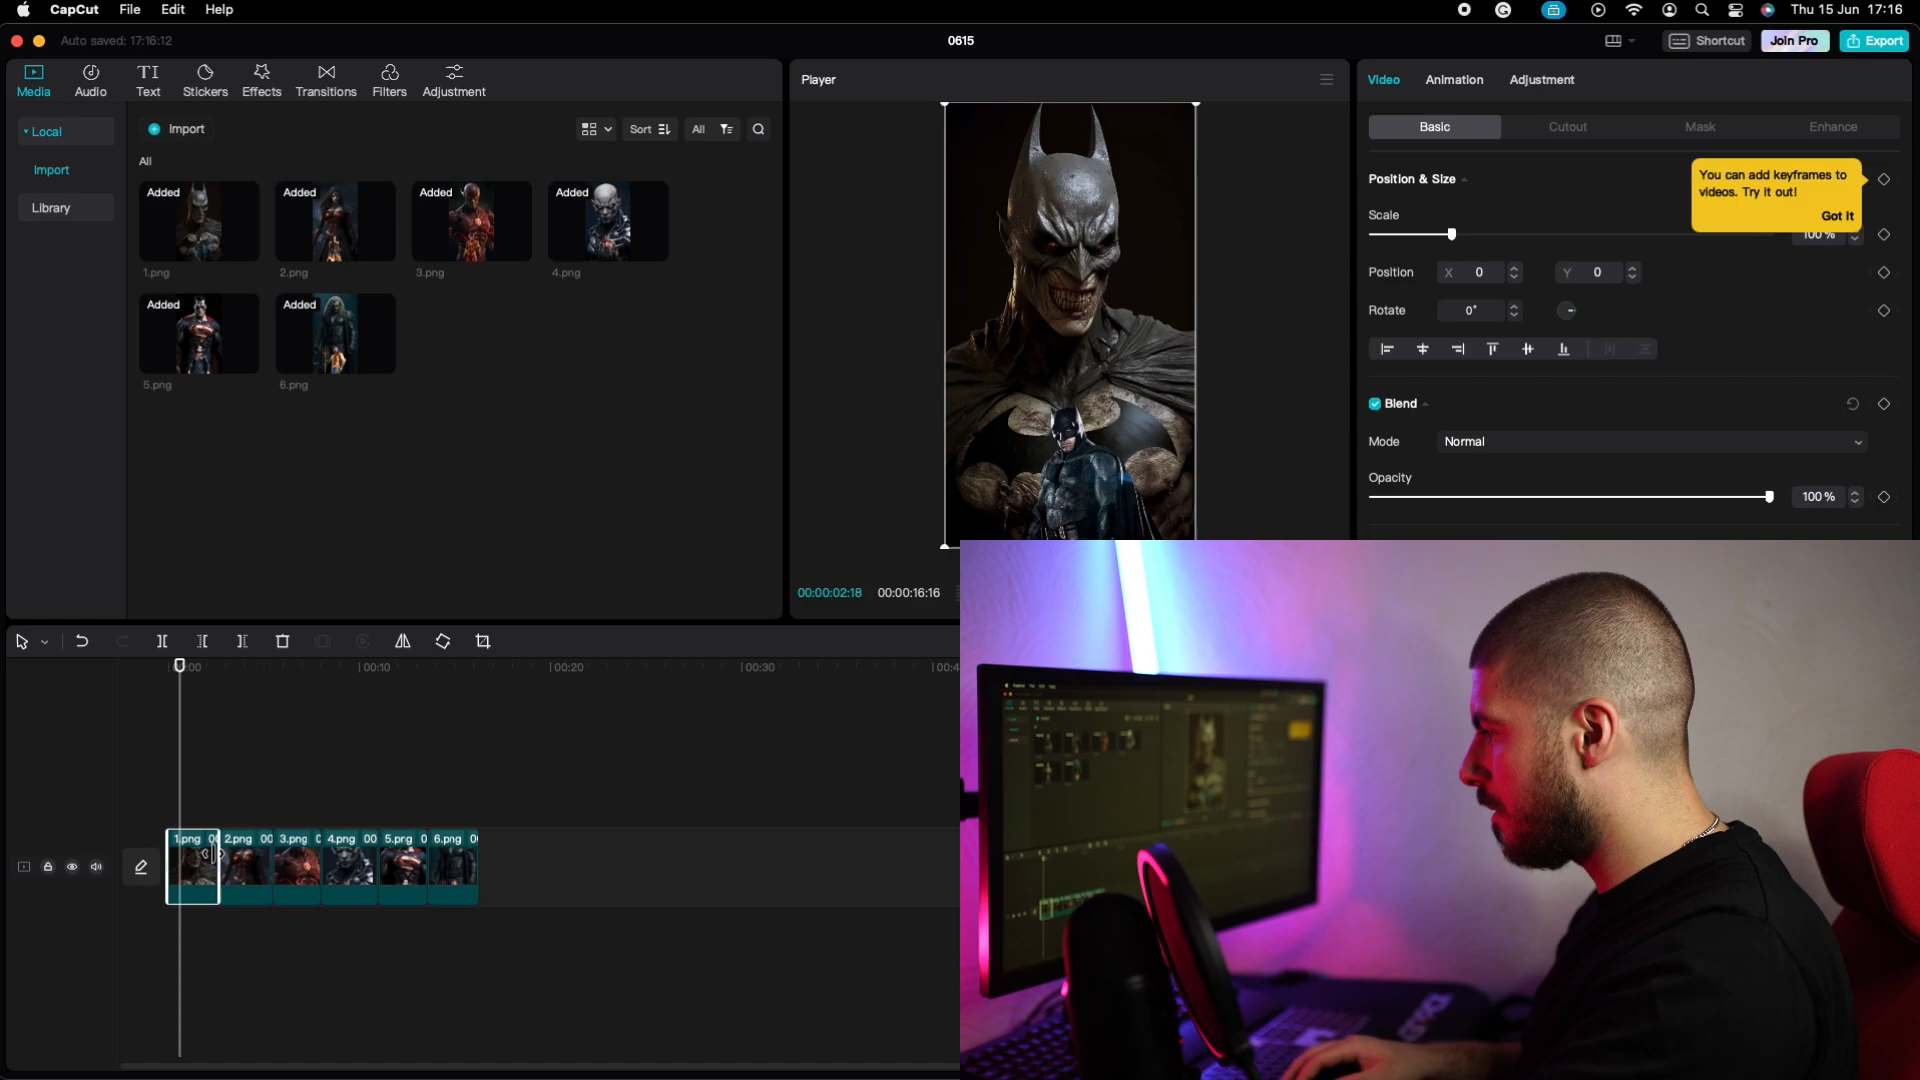 CapCut File Edit Help
Thu 15 Jun 17:16
Auto saved: 17:16:12
0615
Shortcut
Join Pro
Export
Media Audio Text Stickers Effects Transitions Filters Adjustment
Local
Import
Library
Import
Sort
All
All
Added
Added
Added
Added
1.png
2.png
3.png
4.png
Added
Added
5.png
6.png
Player
00:00:02:18 00:00:16:16
Video Animation Adjustment
Basic Cutout Mask Enhance
You can add keyframes to
videos. Try it out!
Got it
Position & Size
Scale
100%
Position X 0 Y 0
Rotate 0°
Blend
Mode Normal
Opacity
100%
00:10 00:20 00:30
1.png
2.png 00
3.png
4.png 00
5.png
6.png